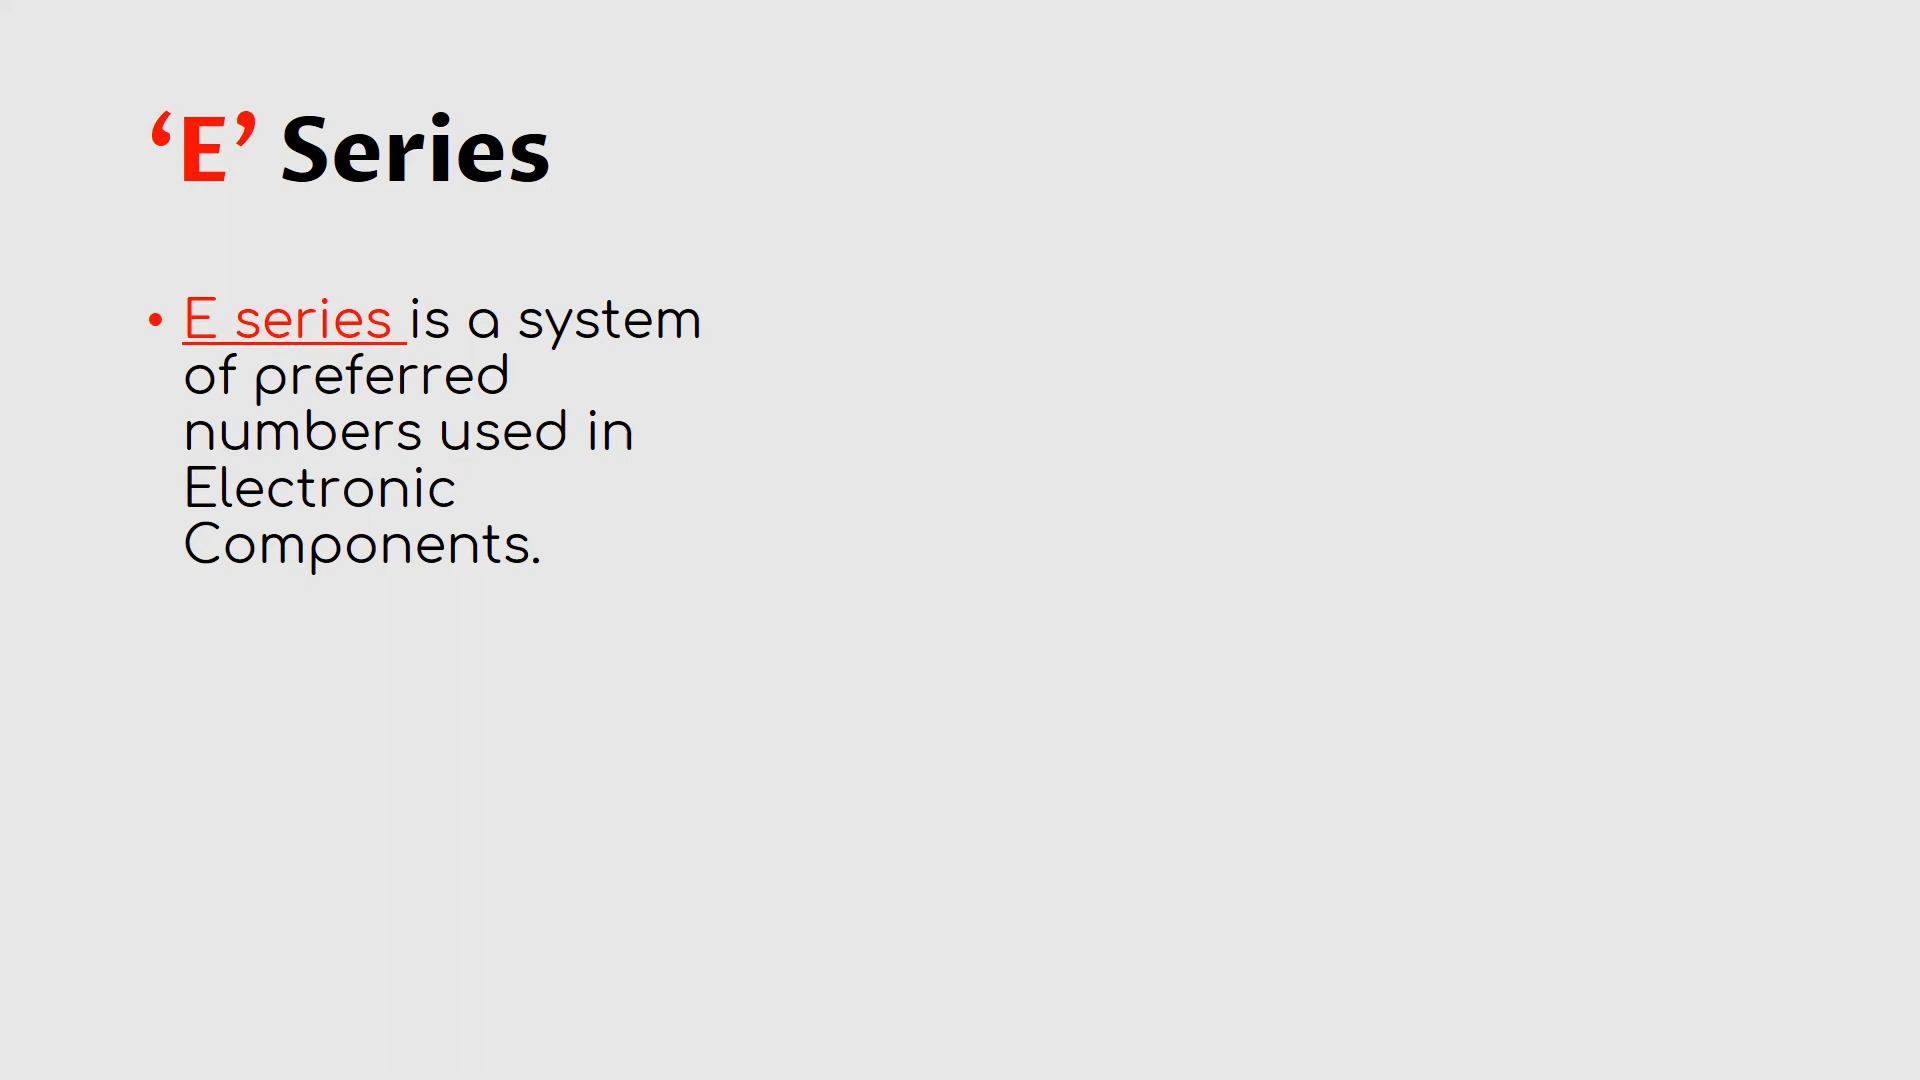 ‘E’ Series
• E series is a system
of preferred
numbers used in
Electronic
Components.